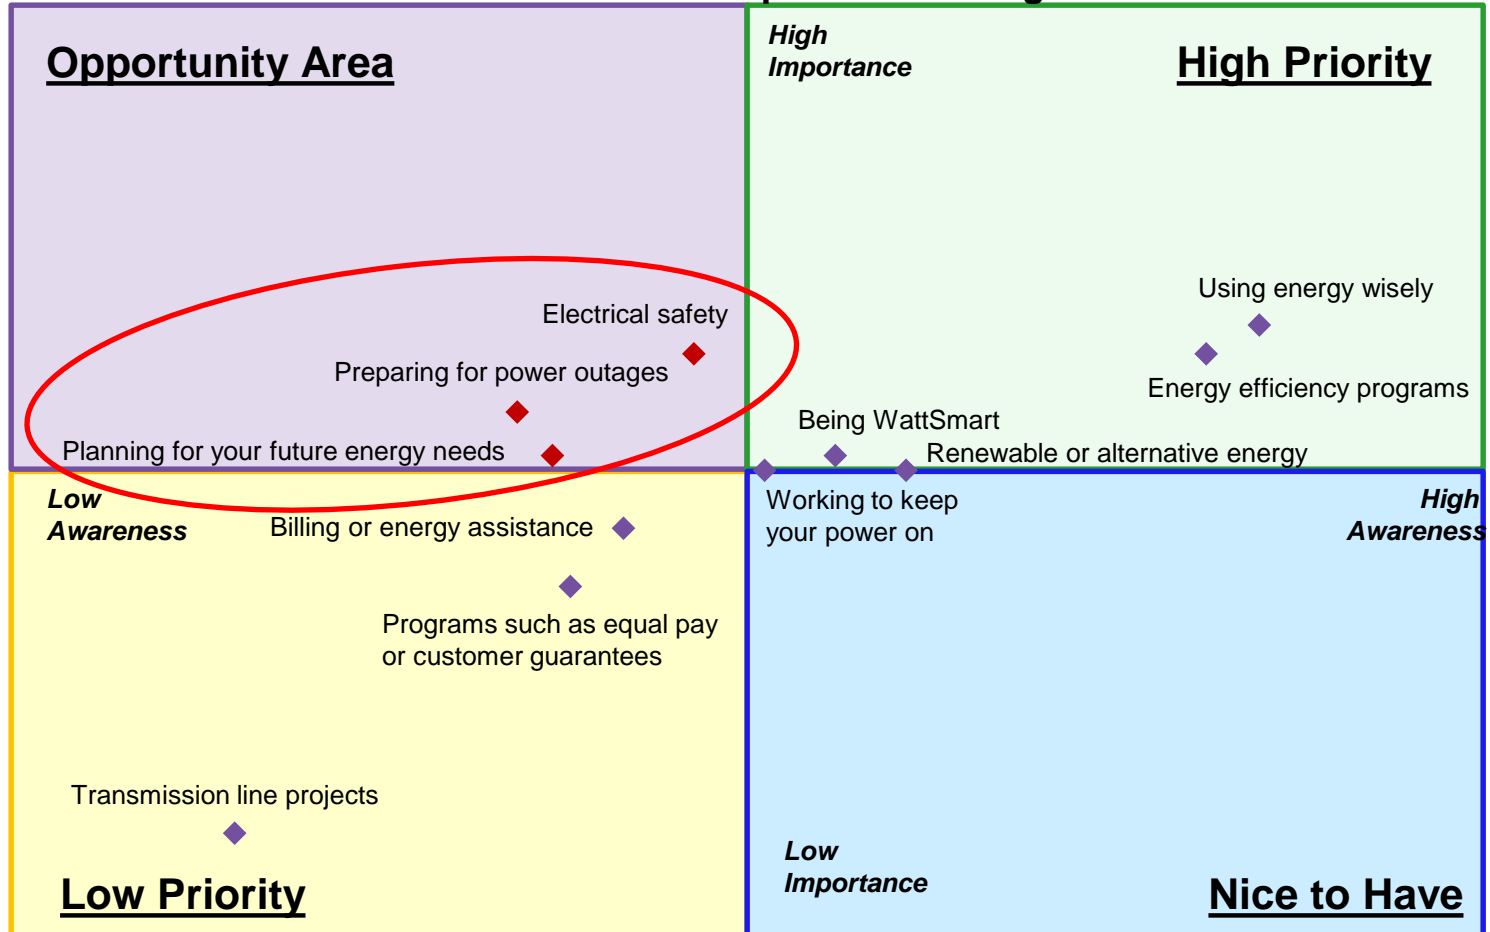 Opportunity Area
High
Importance
High Priority
Using energy wisely
Electrical safety
Preparing for power outages
Energy efficiency programs
Being WattSmart
Planning for your future energy needs
Renewable or alternative energy
Low
Awareness
Working to keep
your power on
High
Awareness
Billing or energy assistance
Programs such as equal pay
or customer guarantees
Transmission line projects
Low
Importance
Low Priority
Nice to Have